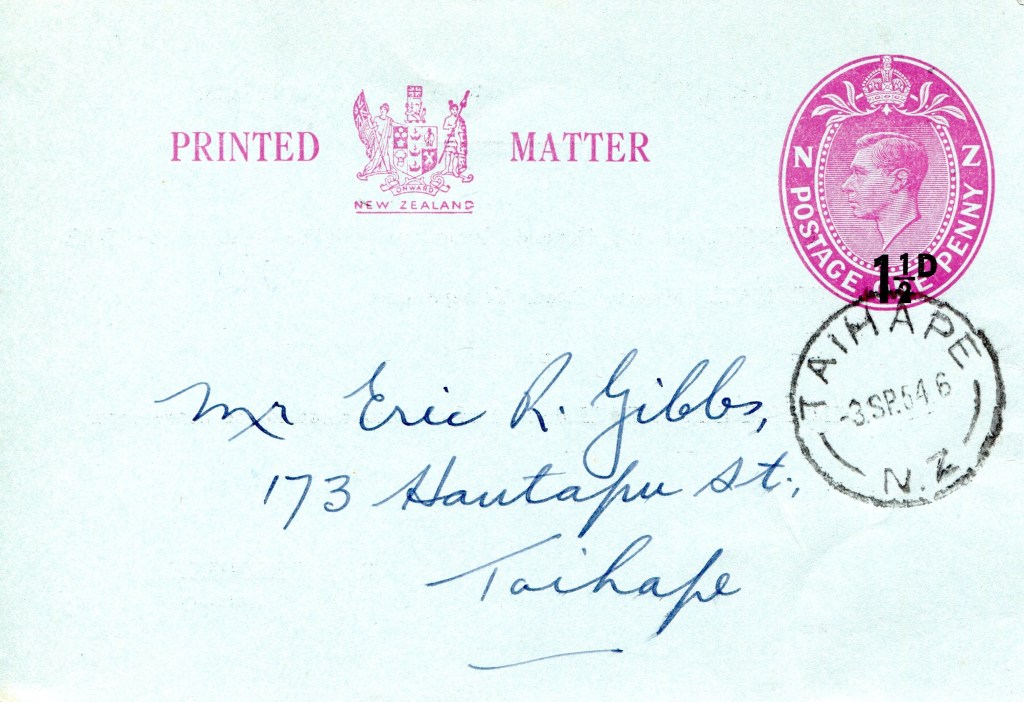 PRINTED MATTER
ONWARD
NEW ZEALAND
N Z
POSTAGE ONE PENNY
1½D
TAIHAPE
-3 SP.54 6
N.Z
Mr Eric R. Gibbs,
173 Hautapu St.,
Taihape